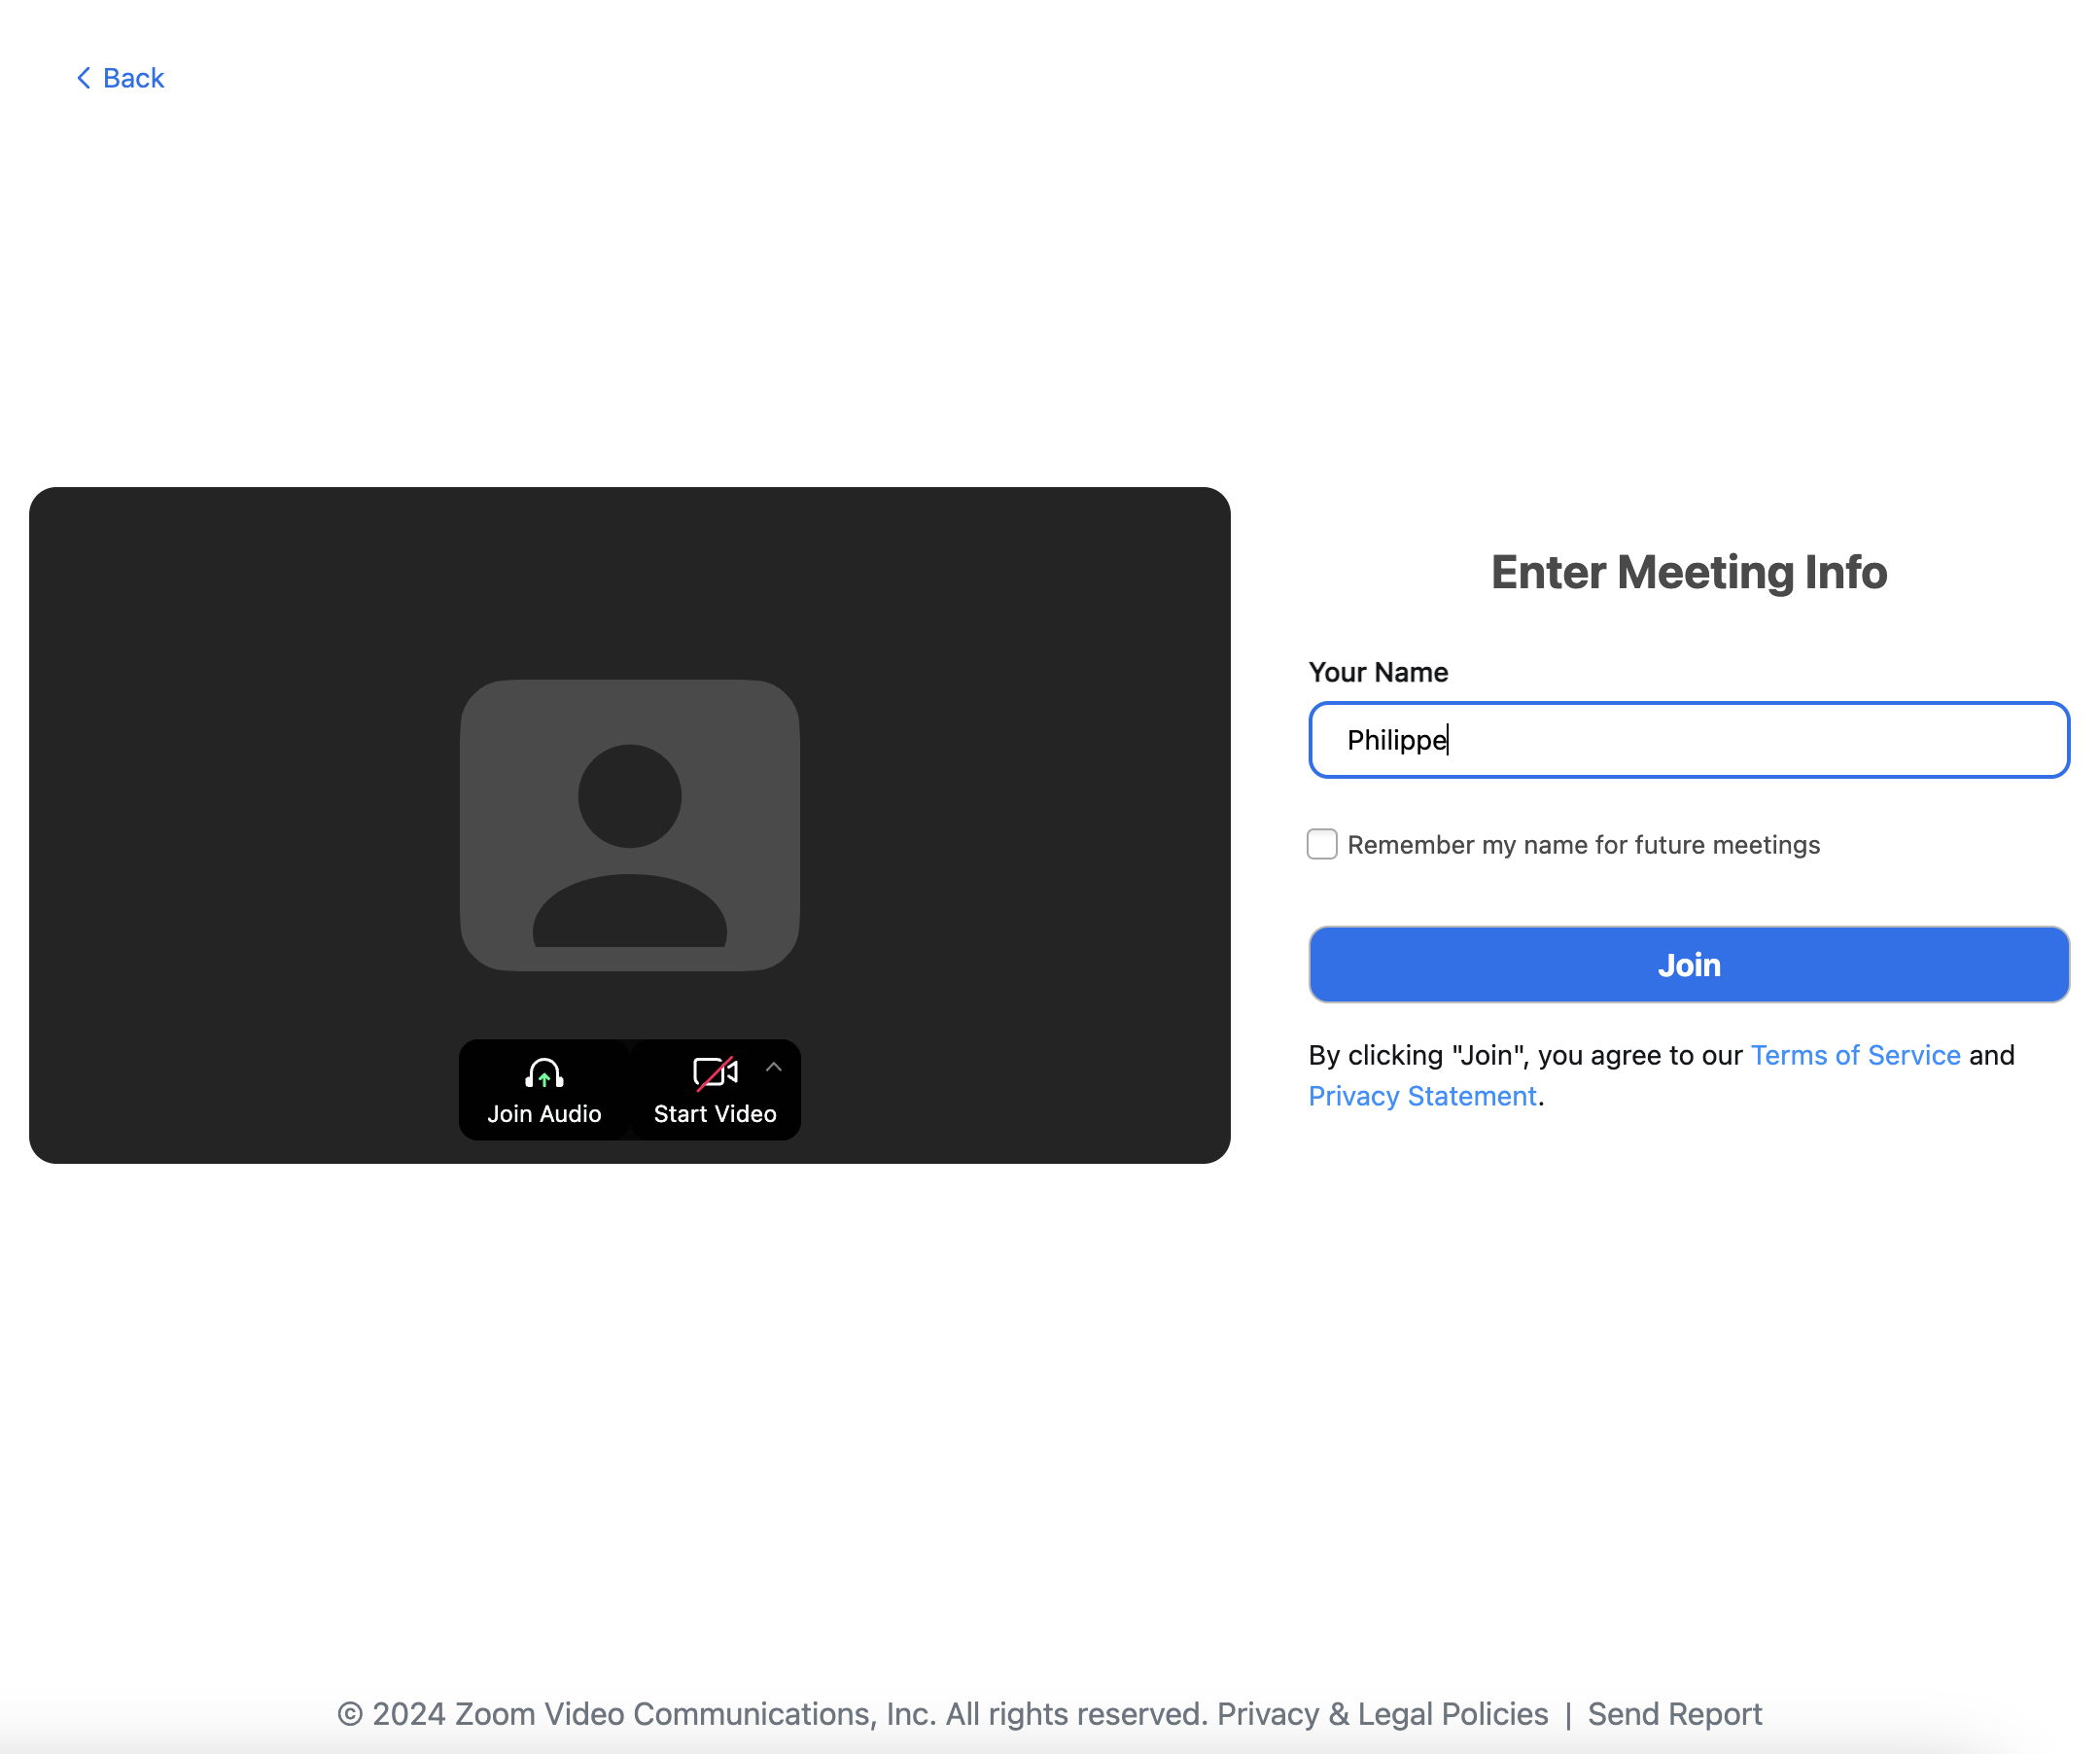 Back
Enter Meeting Info
Your Name
Philippe
Remember my name for future meetings
Join
By clicking "Join", you agree to our Terms of Service and
Privacy Statement.
Join Audio
Start Video
© 2024 Zoom Video Communications, Inc. All rights reserved. Privacy & Legal Policies | Send Report